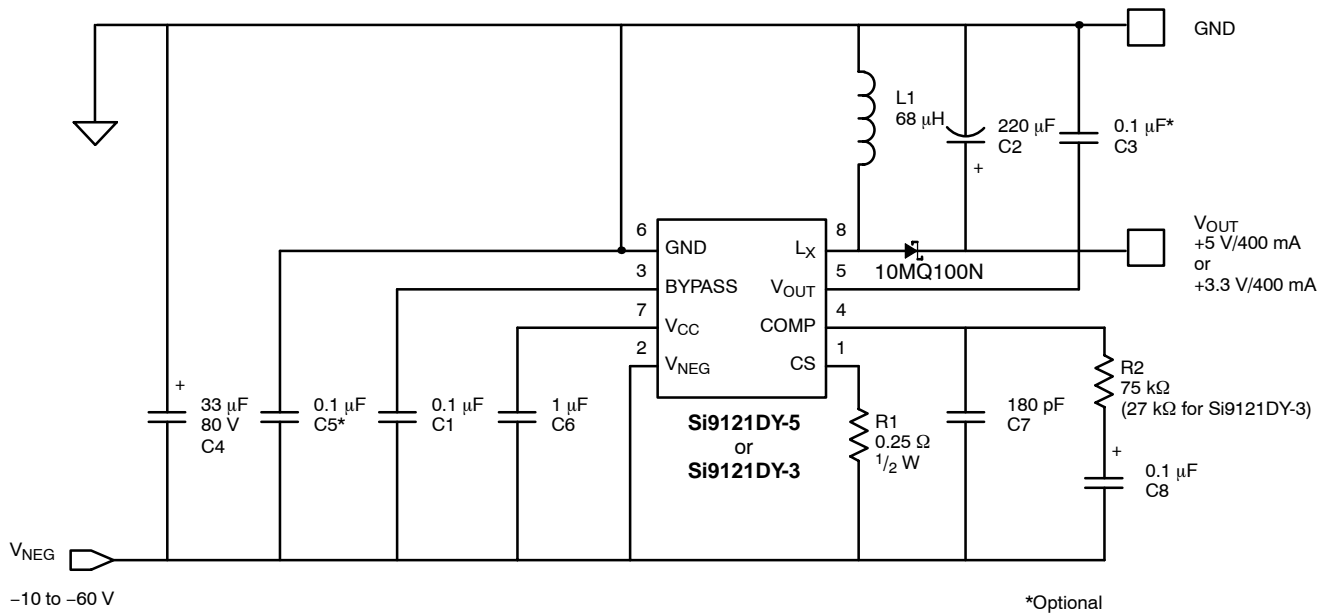 GND
L1
68 μH
220 μF
C2
+
0.1 μF*
C3
VOUT
+5 V/400 mA
or
+3.3 V/400 mA
6
GND
3
BYPASS
7
VCC
2
VNEG
8
LX
10MQ100N
5
VOUT
4
COMP
1
CS
Si9121DY-5
or
Si9121DY-3
+
33 μF
80 V
C4
0.1 μF
C5*
0.1 μF
C1
1 μF
C6
R1
0.25 Ω
1/2 W
180 pF
C7
R2
75 kΩ
(27 kΩ for Si9121DY-3)
+
0.1 μF
C8
VNEG
−10 to −60 V
*Optional